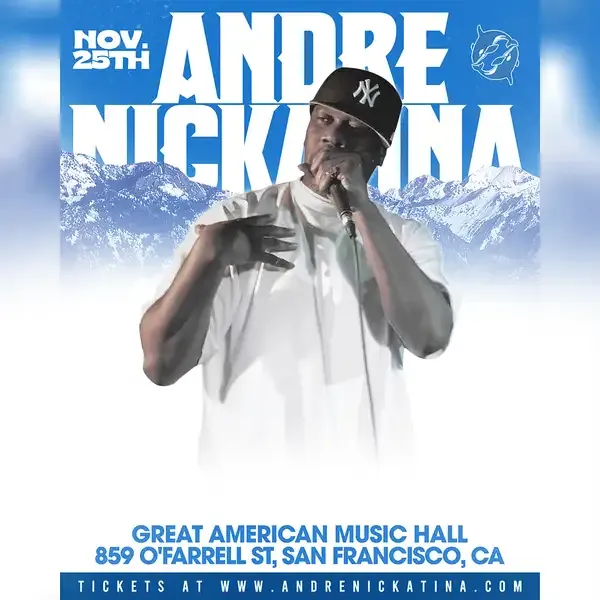 NOV.
25TH
ANDRE
NICKATINA
NY
GREAT AMERICAN MUSIC HALL
859 O'FARRELL ST, SAN FRANCISCO, CA
TICKETS AT WWW.ANDRENICKATINA.COM